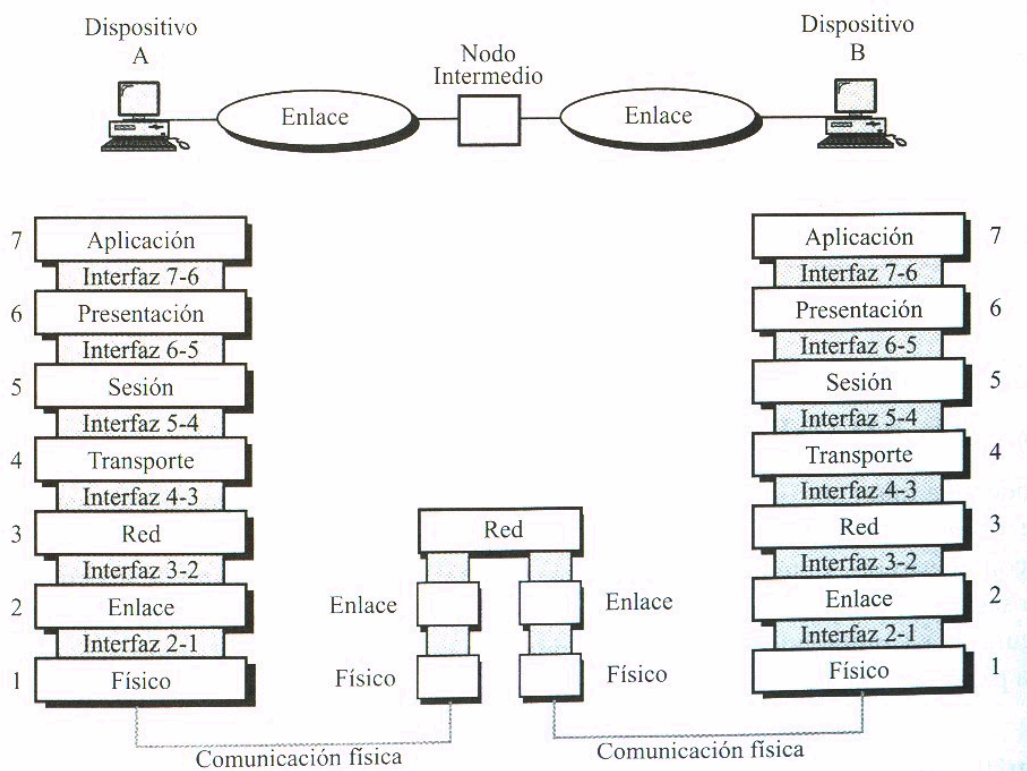 Dispositivo
A
Nodo
Intermedio
Dispositivo
B
Enlace
Enlace
7 Aplicación
Interfaz 7-6
6 Presentación
Interfaz 6-5
5 Sesión
Interfaz 5-4
4 Transporte
Interfaz 4-3
3 Red
Interfaz 3-2
2 Enlace
Interfaz 2-1
1 Físico
Red
Enlace
Enlace
Físico
Físico
Aplicación 7
Interfaz 7-6
Presentación 6
Interfaz 6-5
Sesión 5
Interfaz 5-4
Transporte 4
Interfaz 4-3
Red 3
Interfaz 3-2
Enlace 2
Interfaz 2-1
Físico 1
Comunicación física
Comunicación física